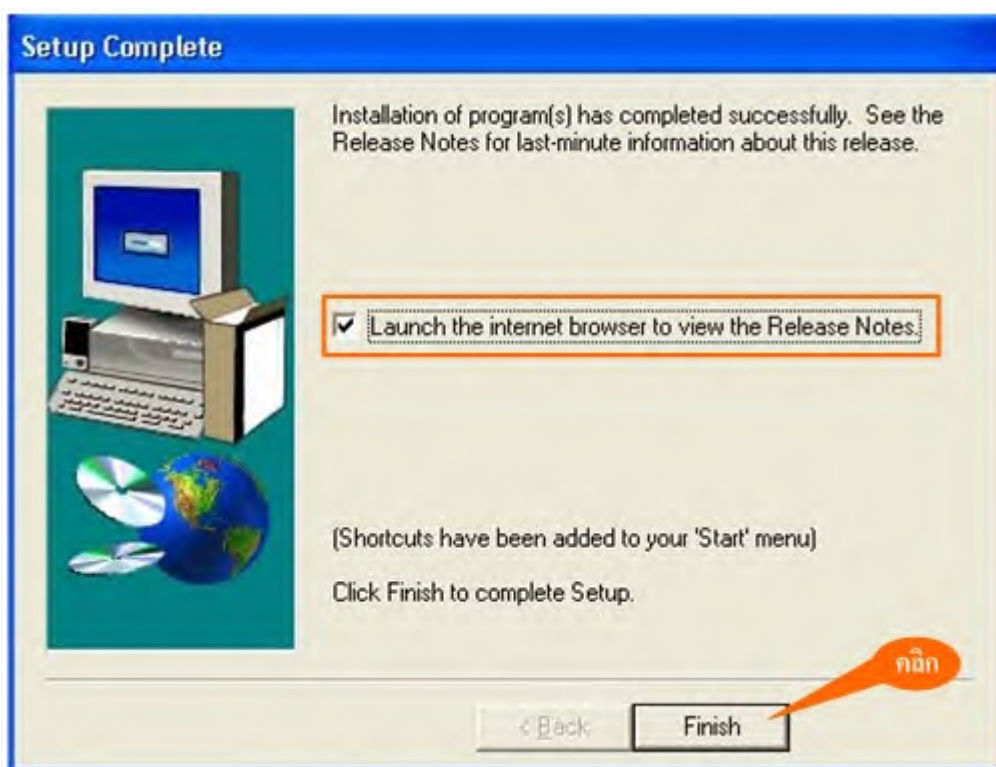 Setup Complete
Installation of program(s) has completed successfully. See the
Release Notes for last-minute information about this release.
Launch the internet browser to view the Release Notes.
(Shortcuts have been added to your 'Start' menu)
Click Finish to complete Setup.
คลิก
< Back
Finish